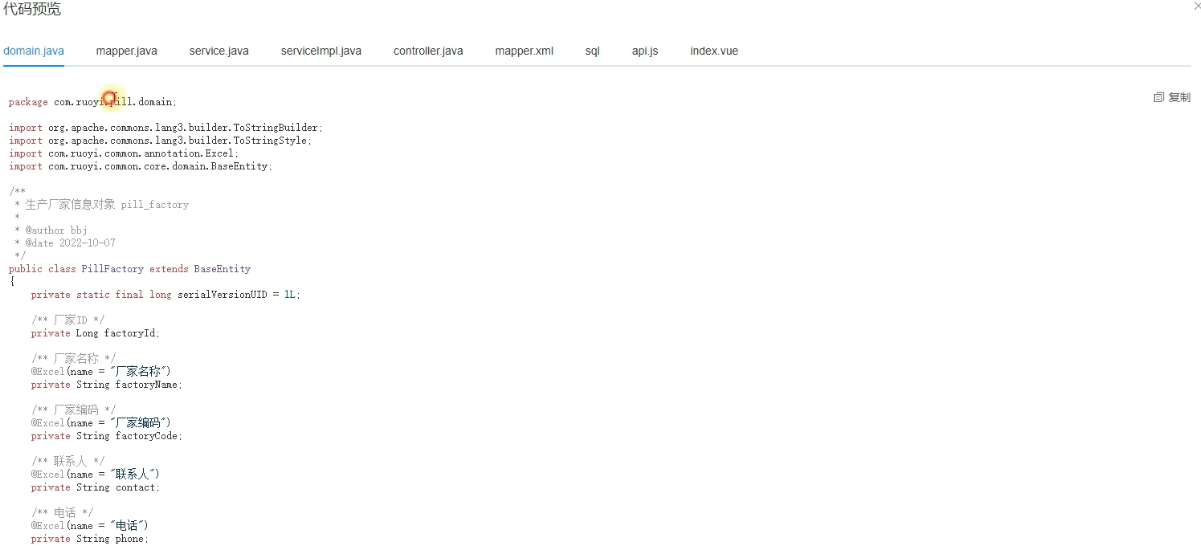 代码预览
domain.java mapper.java service.java serviceImpl.java controller.java mapper.xml sql api.js index.vue
package com.ruoyi.pill.domain;
复制
import org.apache.commons.lang3.builder.ToStringBuilder;
import org.apache.commons.lang3.builder.ToStringStyle;
import com.ruoyi.common.annotation.Excel;
import com.ruoyi.common.core.domain.BaseEntity;
/**
 * 生产厂家信息对象 pill_factory
 *
 * @author bbj
 * @date 2022-10-07
 */
public class PillFactory extends BaseEntity
{
    private static final long serialVersionUID = 1L;
    /** 厂家ID */
    private Long factoryId;
    /** 厂家名称 */
    @Excel(name = "厂家名称")
    private String factoryName;
    /** 厂家编码 */
    @Excel(name = "厂家编码")
    private String factoryCode;
    /** 联系人 */
    @Excel(name = "联系人")
    private String contact;
    /** 电话 */
    @Excel(name = "电话")
    private String phone;